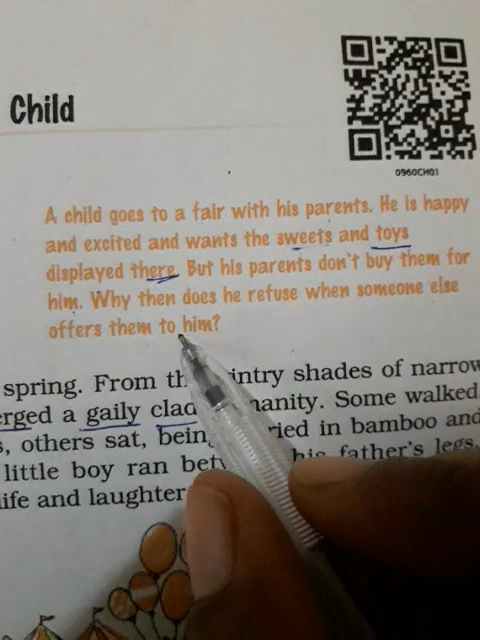 Child
0960CH01
A child goes to a fair with his parents. He is happy
and excited and wants the sweets and toys
displayed there. But his parents don't buy them for
him. Why then does he refuse when someone else
offers them to him?
spring. From intry shades of narrow
erged a gaily clad manity. Some walked
s, others sat, being ried in bamboo and
little boy ran his father's legs,
life and laughter